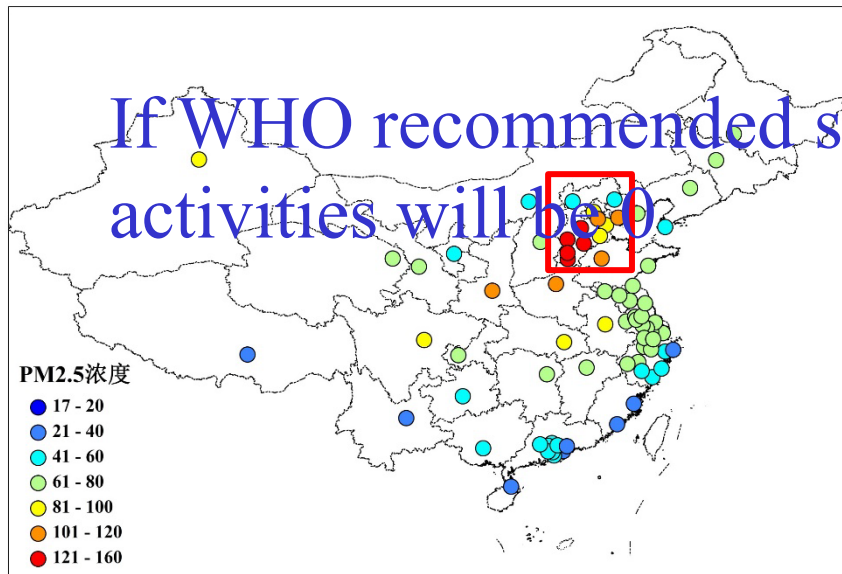 If WHO recommended s
activities will be 0
PM2.5浓度
17 - 20
21 - 40
41 - 60
61 - 80
81 - 100
101 - 120
121 - 160